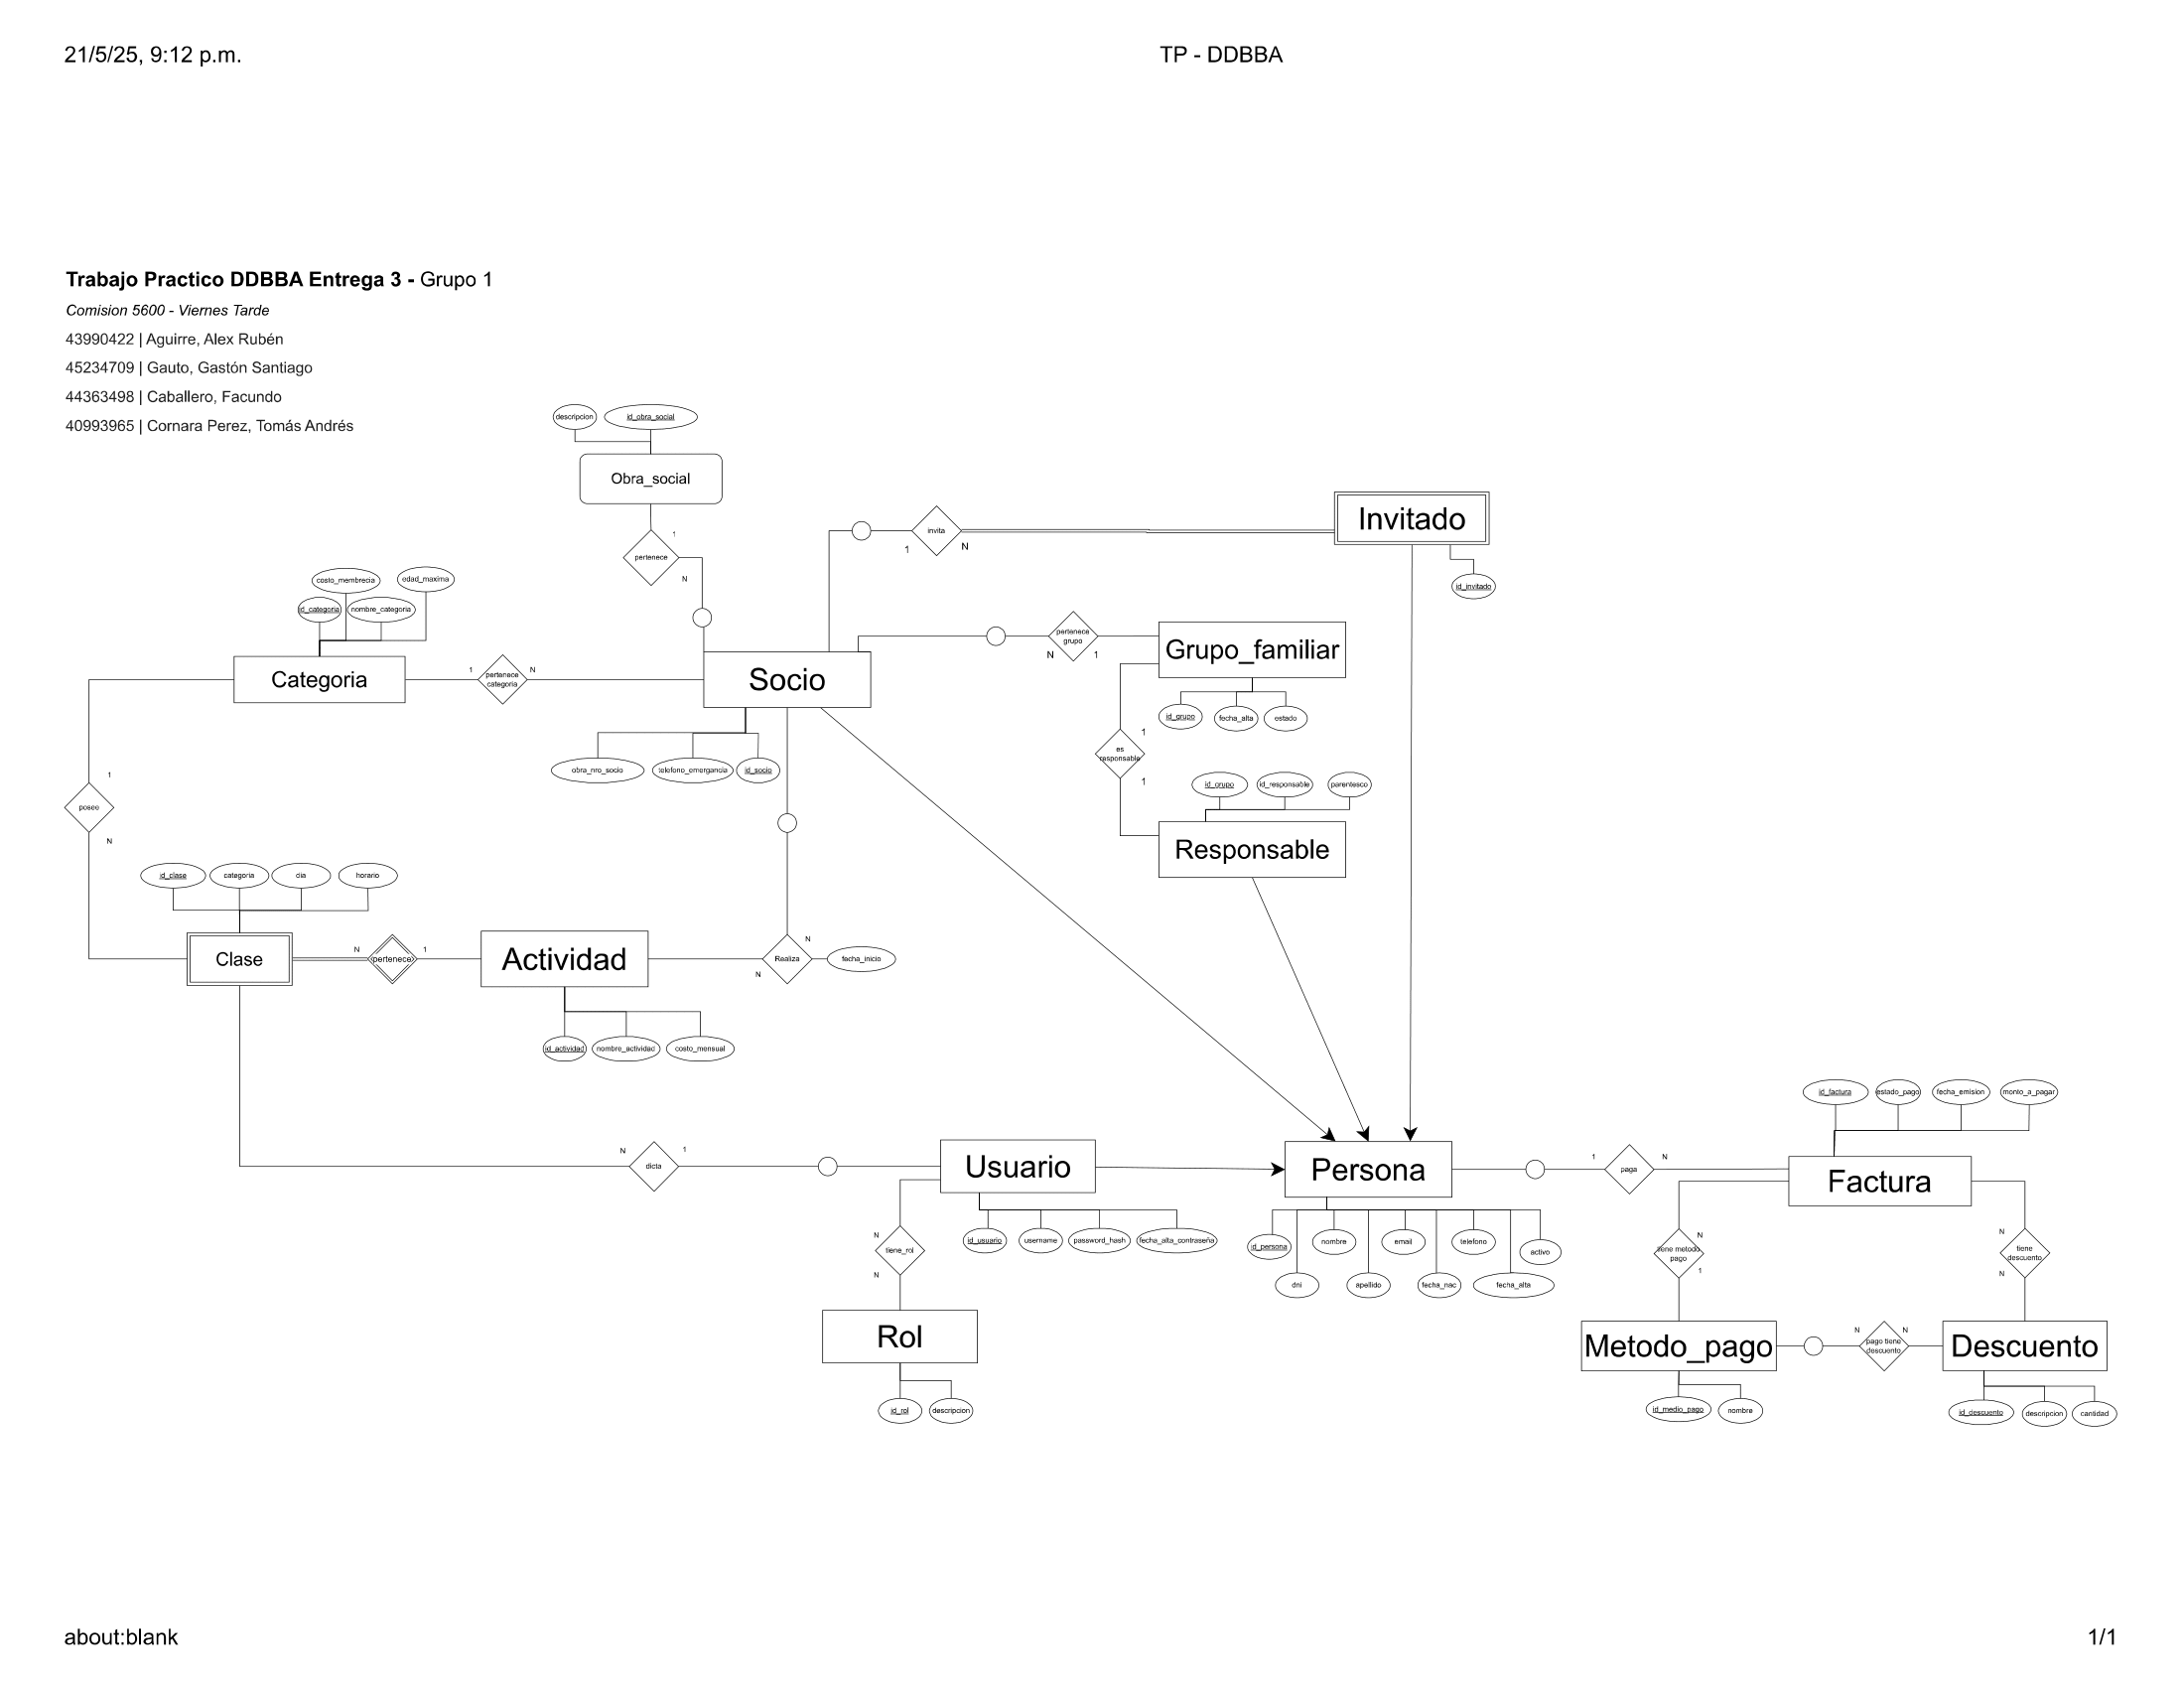 21/5/25, 9:12 p.m.
TP - DDBBA
Trabajo Practico DDBBA Entrega 3 - Grupo 1
Comision 5600 - Viernes Tarde
43990422 | Aguirre, Alex Rubén
45234709 | Gauto, Gastón Santiago
44363498 | Caballero, Facundo
40993965 | Cornara Perez, Tomás Andrés
descripcion
id_obra_social
Obra_social
1
pertenece
N
invita
1
N
Invitado
id_invitado
costo_membrecia
edad_maxima
id_categoria
nombre_categoria
Categoria
1
pertenece
categoria
N
Socio
pertenece
grupo
N
1
Grupo_familiar
id_grupo
fecha_alta
estado
1
es
responsable
1
obra_nro_socio
telefono_emergancia
id_socio
1
posee
N
id_grupo
id_responsable
parentesco
Responsable
id_clase
categoria
dia
horario
Clase
N
pertenece
1
Actividad
N
Realiza
N
fecha_inicio
id_actividad
nombre_actividad
costo_mensual
id_factura
estado_pago
fecha_emision
monto_a_pagar
N
dicta
1
Usuario
Persona
1
paga
N
Factura
id_usuario
username
password_hash
fecha_alta_contraseña
id_persona
nombre
email
telefono
activo
dni
apellido
fecha_nac
fecha_alta
N
tiene_rol
N
N
tiene metodo
pago
1
N
tiene
descuento
N
Rol
id_rol
descripcion
Metodo_pago
N
pago tiene
descuento
N
Descuento
id_medio_pago
nombre
id_descuento
descripcion
cantidad
about:blank
1/1